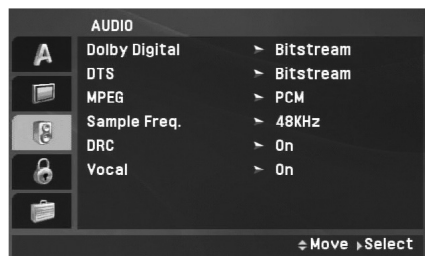 AUDIO
Dolby Digital ➤ Bitstream
DTS ➤ Bitstream
MPEG ➤ PCM
Sample Freq. ➤ 48KHz
DRC ➤ On
Vocal ➤ On
A
Move Select